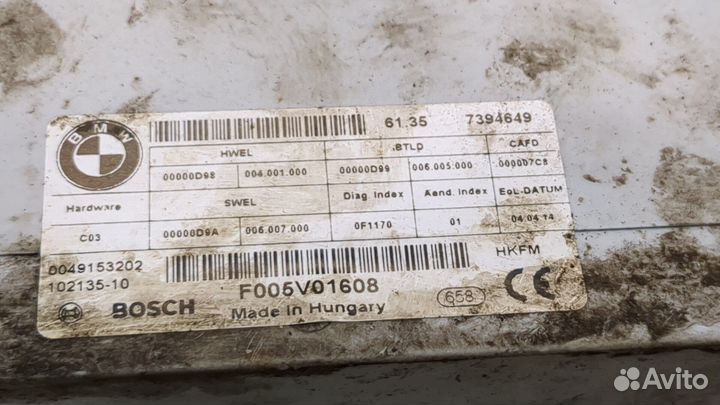 BMW
61.35 7394649
HWEL .BTLD CAFD
00000D98 004.001.000 00000D99 006.005.000 000007C8
Hardware SWEL Diag Index Aend. Index EoL-DATUM
C03 00000D9A 006.007.000 0F1170 01 04.04.14
0049153202
102135-10
HKFM
F005V01608
BOSCH
Made in Hungary
658
CE
Avito